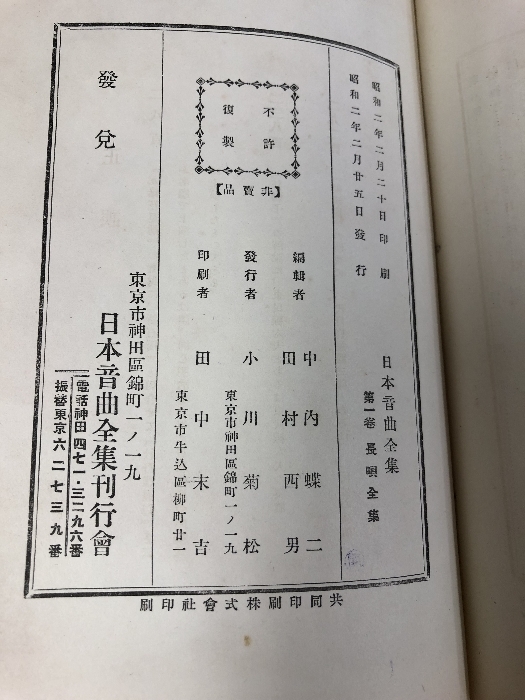 昭和二年二月二十日印刷
昭和二年二月廿五日發行
日本音曲全集
第一卷長唄全集
不許
復製
【非賣品】
編輯者 中內蝶二
田村西男
發行者 小川菊松
東京市神田區錦町一ノ一九
印刷者 田中末吉
東京市牛込區柳町廿一
發兌
東京市神田區錦町一ノ一九
日本音曲全集刊行會
電話神田四七一・三二九六番
振替東京六二七三九番
共同印刷株式會社印刷